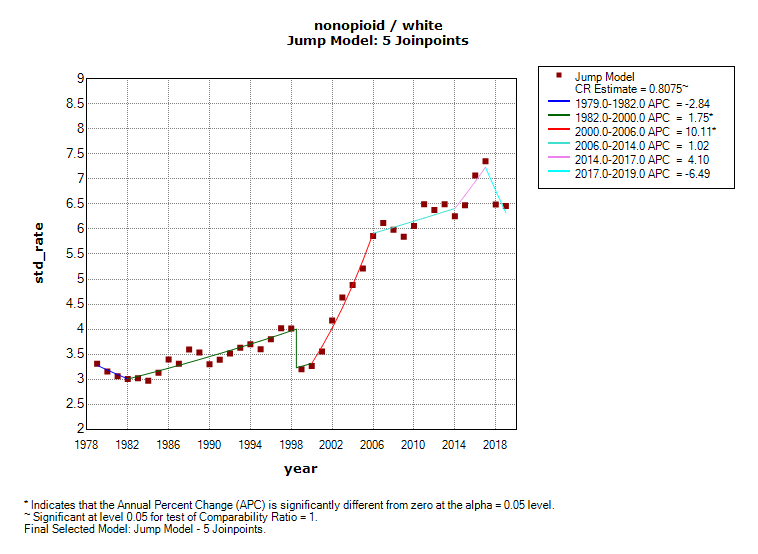 nonopioid / white
Jump Model: 5 Joinpoints
Jump Model
CR Estimate = 0.8075~
1979.0-1982.0 APC = -2.84
1982.0-2000.0 APC = 1.75*
2000.0-2006.0 APC = 10.11*
2006.0-2014.0 APC = 1.02
2014.0-2017.0 APC = 4.10
2017.0-2019.0 APC = -6.49
std_rate
9
8.5
8
7.5
7
6.5
6
5.5
5
4.5
4
3.5
3
2.5
2
1978 1982 1986 1990 1994 1998 2002 2006 2010 2014 2018
year
* Indicates that the Annual Percent Change (APC) is significantly different from zero at the alpha = 0.05 level.
~ Significant at level 0.05 for test of Comparability Ratio = 1.
Final Selected Model: Jump Model - 5 Joinpoints.